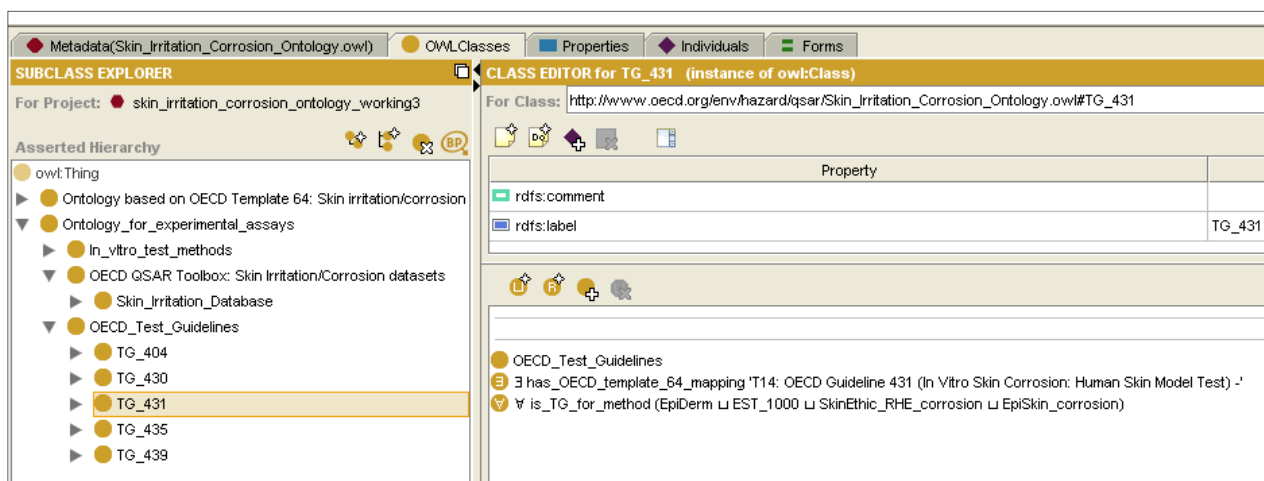 Metadata(Skin_Irritation_Corrosion_Ontology.owl) OWLClasses Properties Individuals Forms
SUBCLASS EXPLORER
For Project: skin_irritation_corrosion_ontology_working3
Asserted Hierarchy
BP
owl:Thing
Ontology based on OECD Template 64: Skin irritation/corrosion
Ontology_for_experimental_assays
In_vitro_test_methods
OECD QSAR Toolbox: Skin Irritation/Corrosion datasets
Skin_Irritation_Database
OECD_Test_Guidelines
TG_404
TG_430
TG_431
TG_435
TG_439
CLASS EDITOR for TG_431 (instance of owl:Class)
For Class: http://www.oecd.org/env/hazard/qsar/Skin_Irritation_Corrosion_Ontology.owl#TG_431
Property
rdfs:comment
rdfs:label TG_431
OECD_Test_Guidelines
∃ ∃ has_OECD_template_64_mapping 'T14: OECD Guideline 431 (In Vitro Skin Corrosion: Human Skin Model Test) -'
∀ ∀ is_TG_for_method (EpiDerm ⊔ EST_1000 ⊔ SkinEthic_RHE_corrosion ⊔ EpiSkin_corrosion)